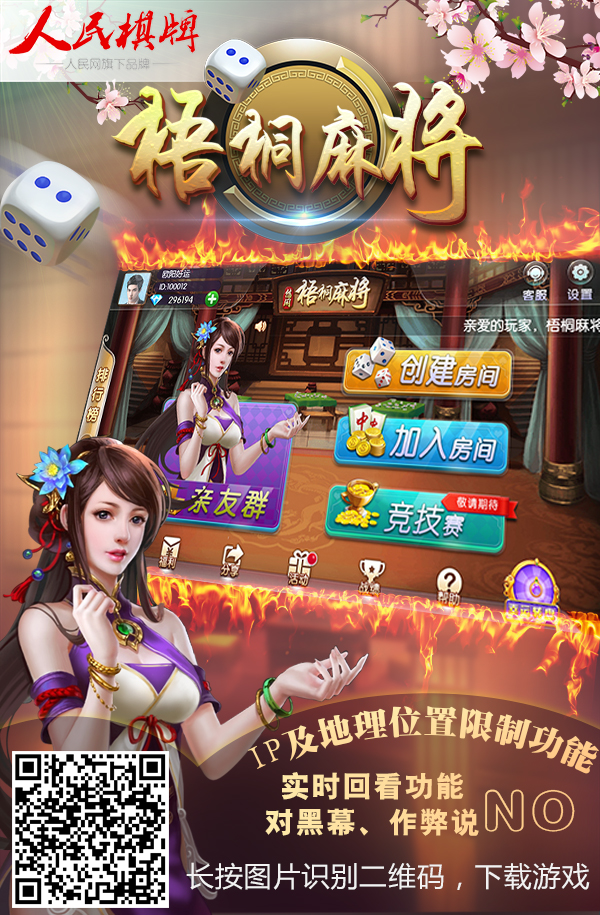 人民棋牌
人民网旗下品牌
梧桐麻将
欧阳好运
ID:100012
296194
梧桐麻将
客服
设置
亲爱的玩家，梧桐麻将
排行榜
创建房间
加入房间
亲友群
敬请期待
竞技赛
福利
分享
活动
战绩
帮助
IP及地理位置限制功能
实时回看功能
对黑幕、作弊说NO
长按图片识别二维码，下载游戏